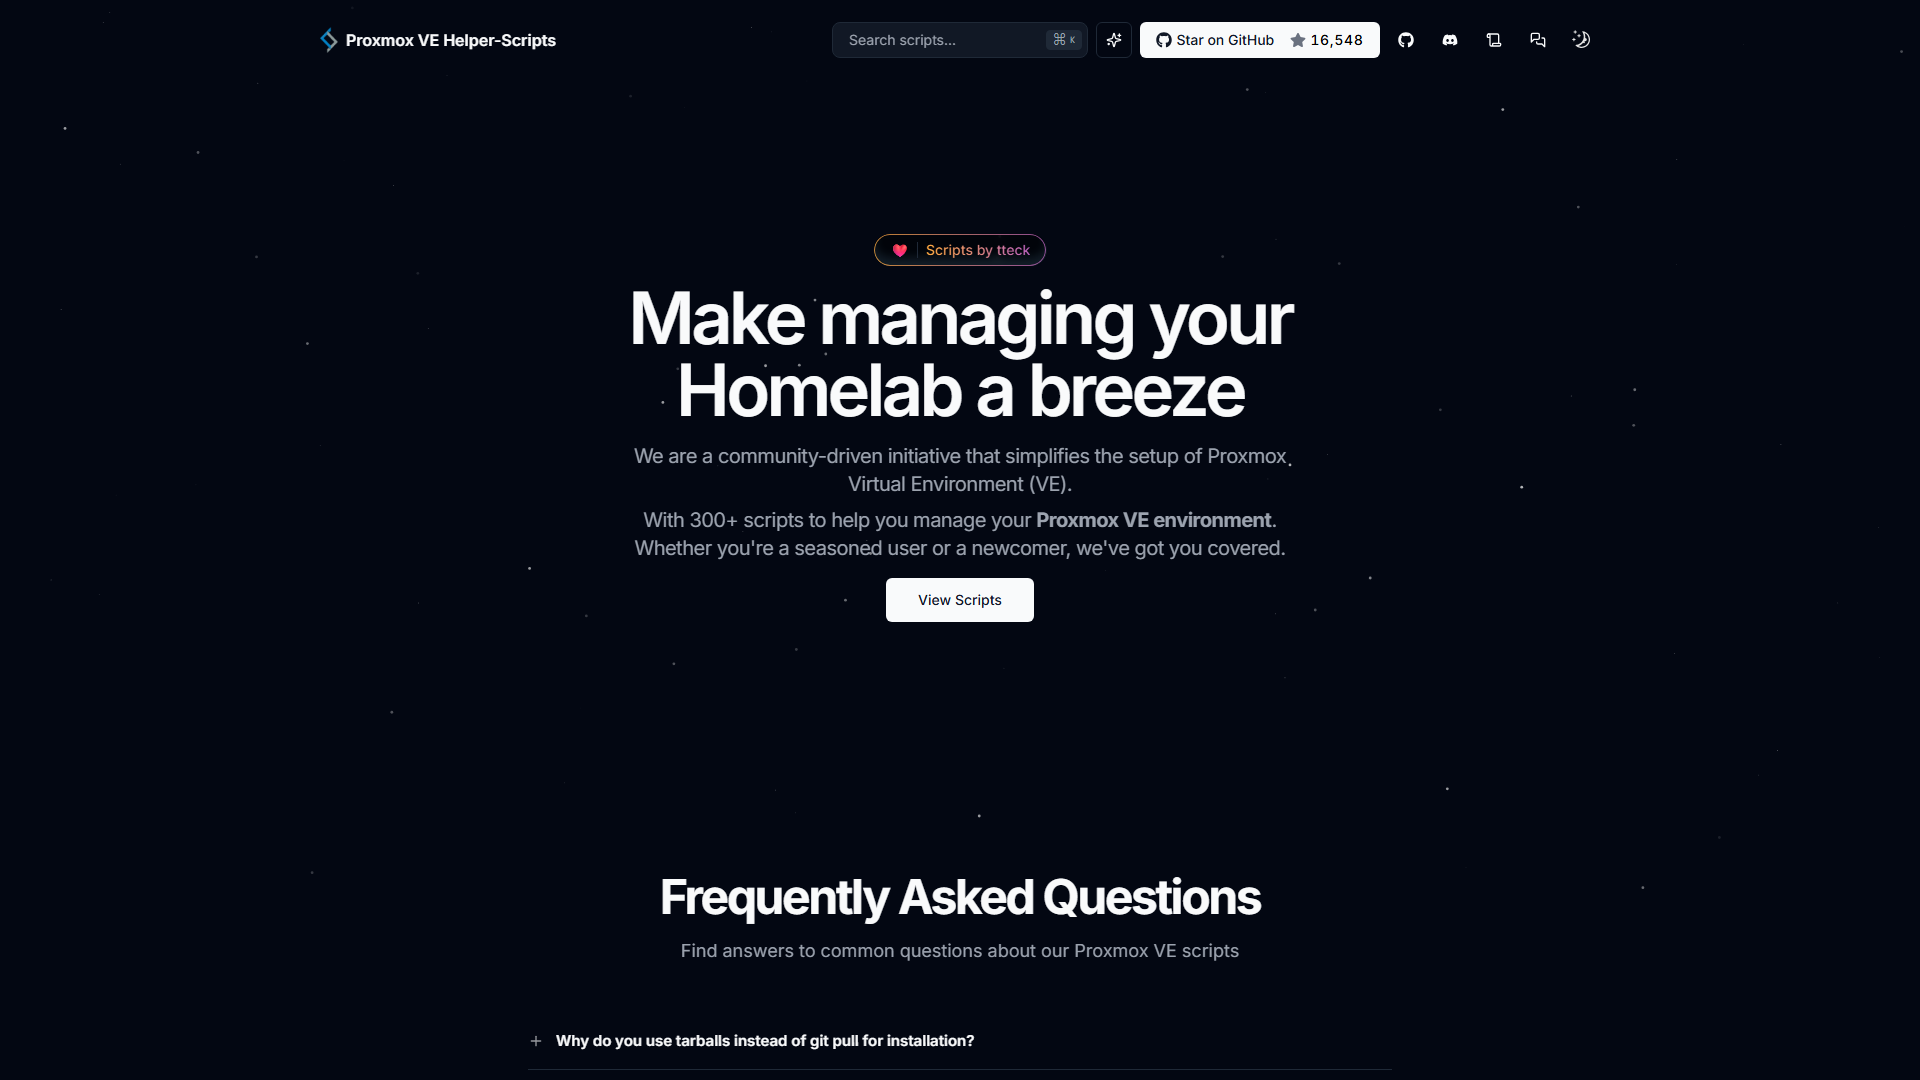 Proxmox VE Helper-Scripts
Search scripts...
⌘ K
Star on GitHub
16,548
Scripts by tteck
Make managing your
Homelab a breeze
We are a community-driven initiative that simplifies the setup of Proxmox
Virtual Environment (VE).
With 300+ scripts to help you manage your Proxmox VE environment.
Whether you're a seasoned user or a newcomer, we've got you covered.
View Scripts
Frequently Asked Questions
Find answers to common questions about our Proxmox VE scripts
Why do you use tarballs instead of git pull for installation?